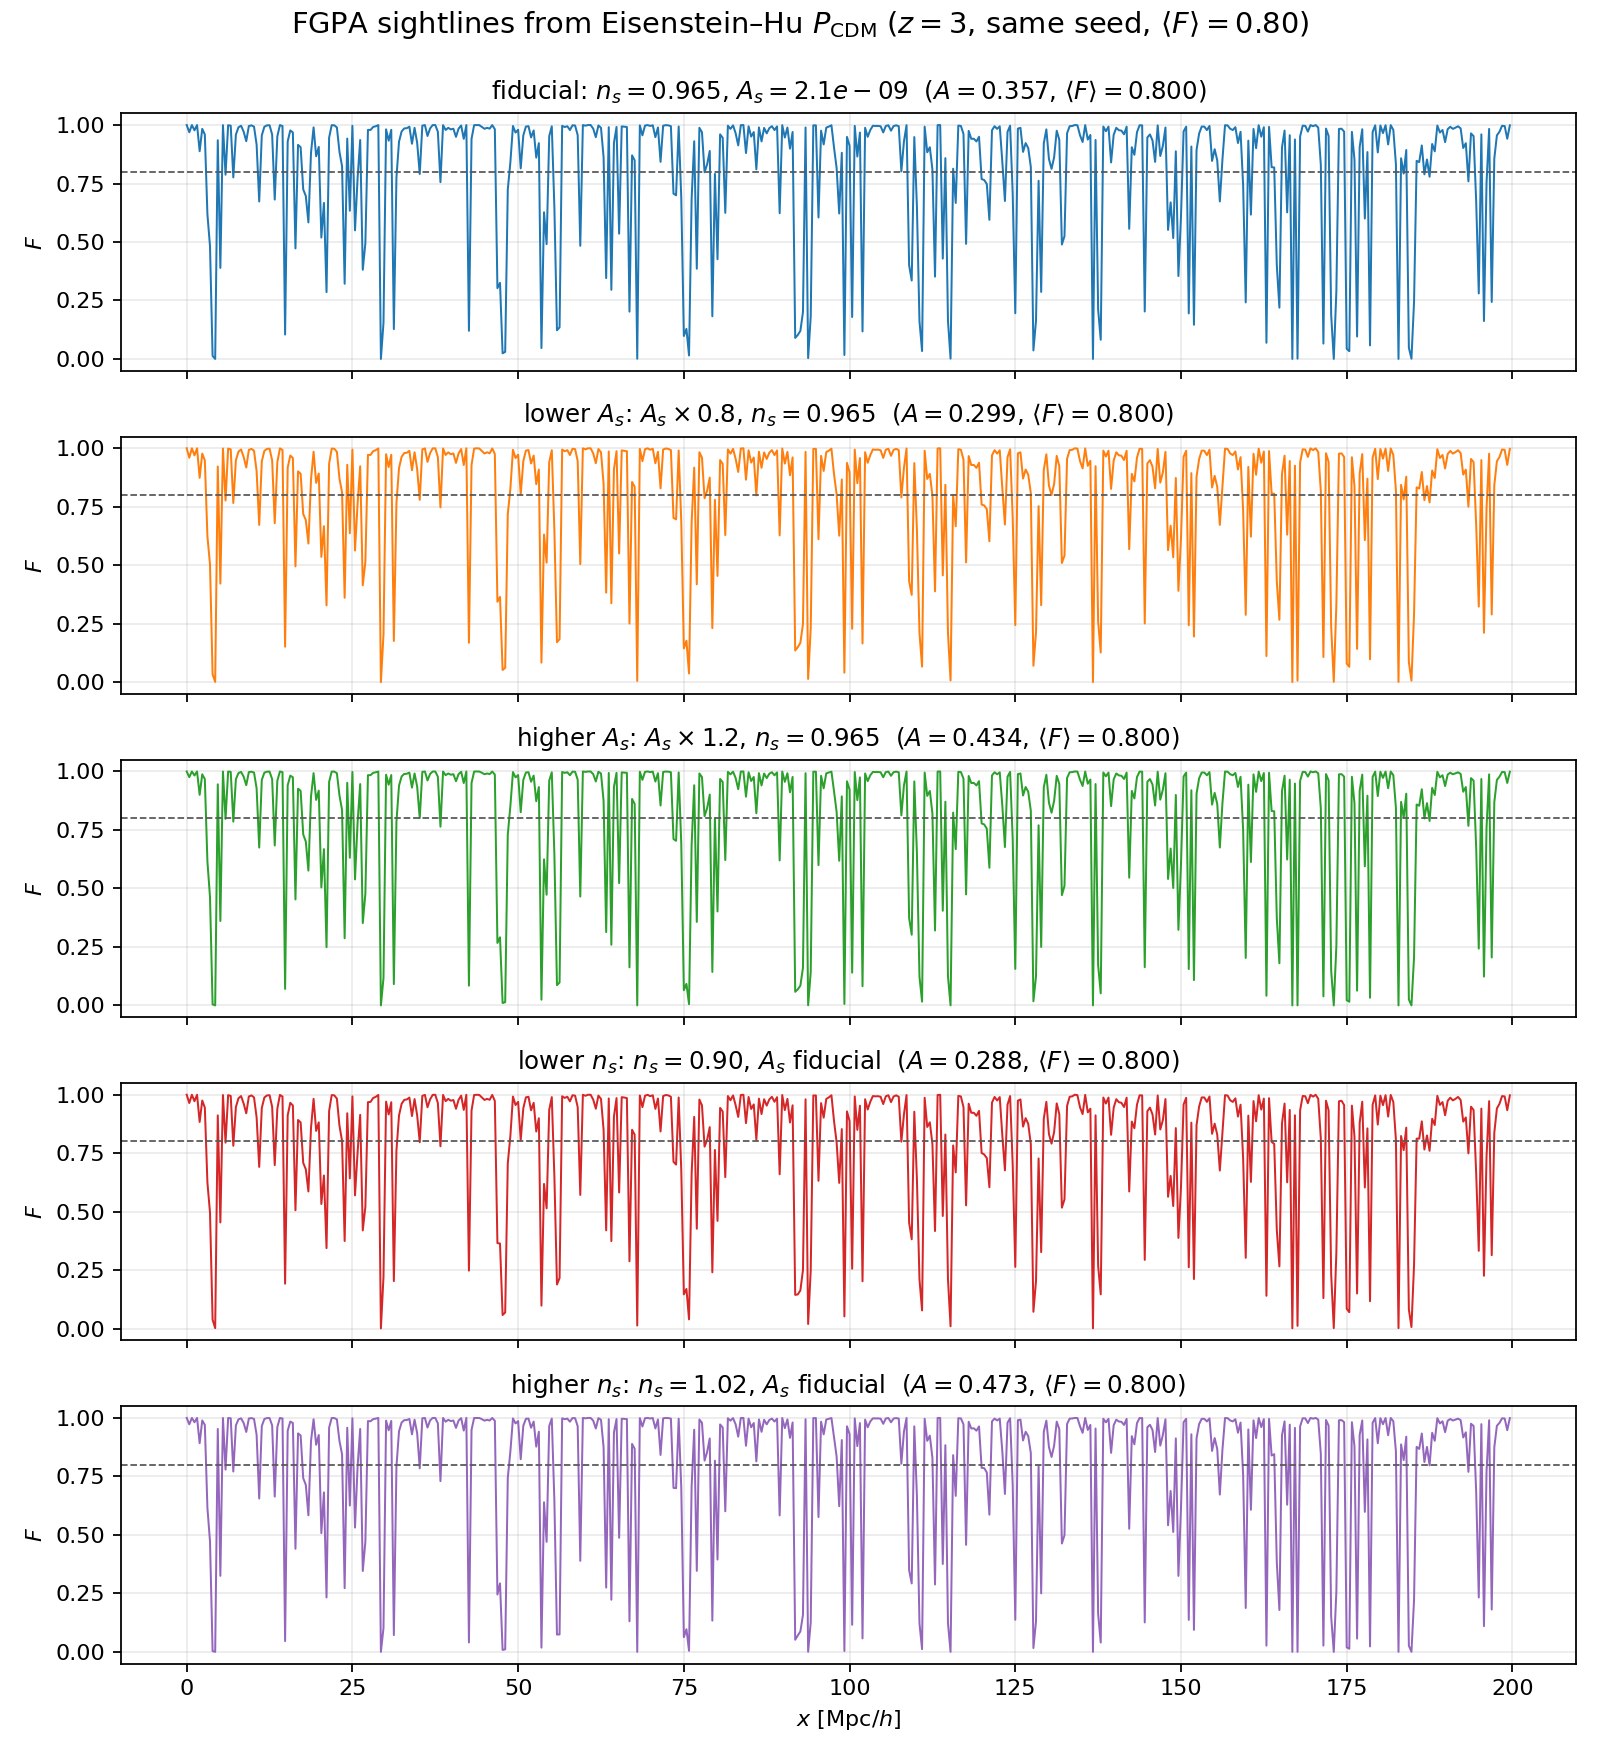 FGPA sightlines from Eisenstein–Hu P_CDM (z = 3, same seed, ⟨F⟩ = 0.80)
fiducial: n_s = 0.965, A_s = 2.1e − 09 (A = 0.357, ⟨F⟩ = 0.800)
1.00
0.75
0.50
0.25
0.00
F
lower A_s: A_s × 0.8, n_s = 0.965 (A = 0.299, ⟨F⟩ = 0.800)
1.00
0.75
0.50
0.25
0.00
F
higher A_s: A_s × 1.2, n_s = 0.965 (A = 0.434, ⟨F⟩ = 0.800)
1.00
0.75
0.50
0.25
0.00
F
lower n_s: n_s = 0.90, A_s fiducial (A = 0.288, ⟨F⟩ = 0.800)
1.00
0.75
0.50
0.25
0.00
F
higher n_s: n_s = 1.02, A_s fiducial (A = 0.473, ⟨F⟩ = 0.800)
1.00
0.75
0.50
0.25
0.00
F
0 25 50 75 100 125 150 175 200
x [Mpc/h]